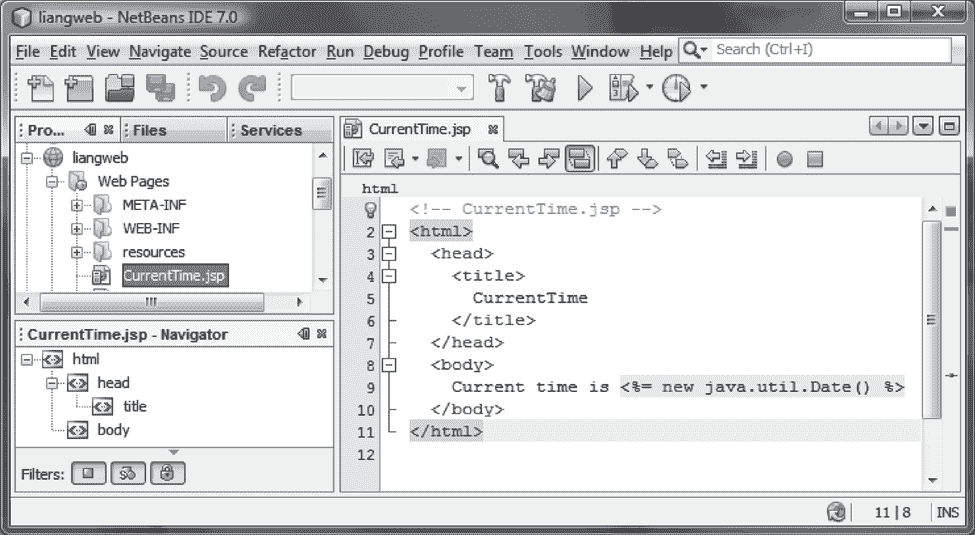 liangweb - NetBeans IDE 7.0
File Edit View Navigate Source Refactor Run Debug Profile Team Tools Window Help Search (Ctrl+I)
Pro... Files Services
liangweb
Web Pages
META-INF
WEB-INF
resources
CurrentTime.jsp
CurrentTime.jsp - Navigator
html
head
title
body
Filters:
CurrentTime.jsp
html
<!-- CurrentTime.jsp -->
2 <html>
3 <head>
4 <title>
5 CurrentTime
6 </title>
7 </head>
8 <body>
9 Current time is <%= new java.util.Date() %>
10 </body>
11 </html>
12
11 | 8 INS